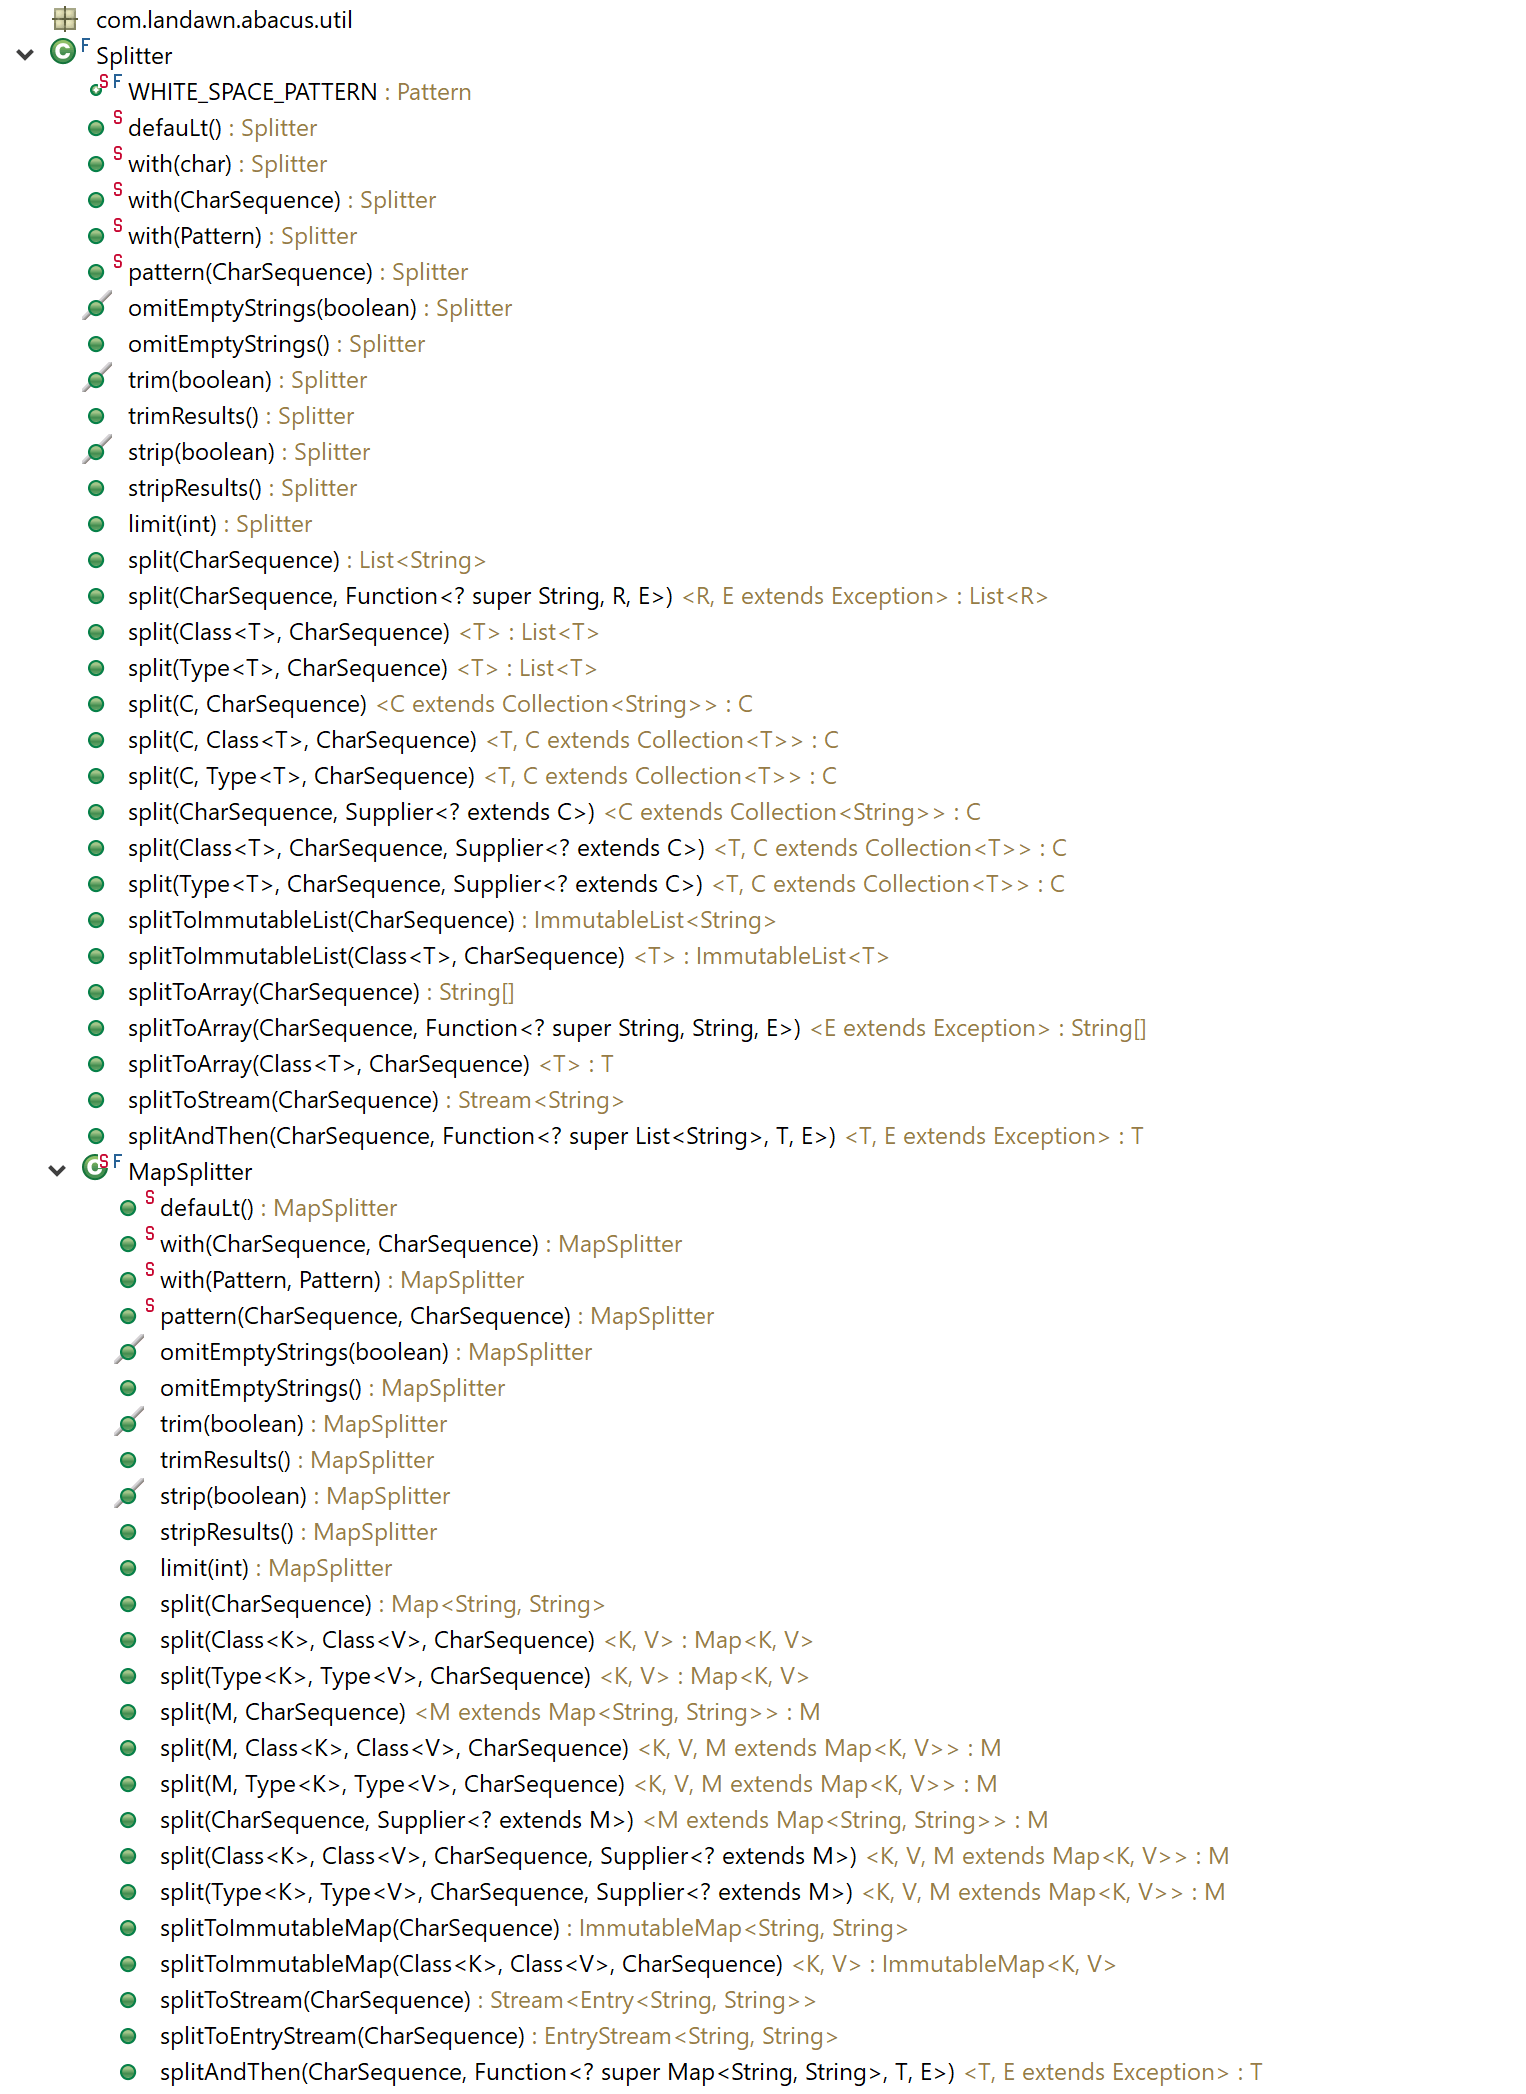 com.landawn.abacus.util
C F Splitter
S F WHITE_SPACE_PATTERN : Pattern
S defauLt() : Splitter
S with(char) : Splitter
S with(CharSequence) : Splitter
S with(Pattern) : Splitter
S pattern(CharSequence) : Splitter
omitEmptyStrings(boolean) : Splitter
omitEmptyStrings() : Splitter
trim(boolean) : Splitter
trimResults() : Splitter
strip(boolean) : Splitter
stripResults() : Splitter
limit(int) : Splitter
split(CharSequence) : List<String>
split(CharSequence, Function<? super String, R, E>) <R, E extends Exception> : List<R>
split(Class<T>, CharSequence) <T> : List<T>
split(Type<T>, CharSequence) <T> : List<T>
split(C, CharSequence) <C extends Collection<String>> : C
split(C, Class<T>, CharSequence) <T, C extends Collection<T>> : C
split(C, Type<T>, CharSequence) <T, C extends Collection<T>> : C
split(CharSequence, Supplier<? extends C>) <C extends Collection<String>> : C
split(Class<T>, CharSequence, Supplier<? extends C>) <T, C extends Collection<T>> : C
split(Type<T>, CharSequence, Supplier<? extends C>) <T, C extends Collection<T>> : C
splitToImmutableList(CharSequence) : ImmutableList<String>
splitToImmutableList(Class<T>, CharSequence) <T> : ImmutableList<T>
splitToArray(CharSequence) : String[]
splitToArray(CharSequence, Function<? super String, String, E>) <E extends Exception> : String[]
splitToArray(Class<T>, CharSequence) <T> : T
splitToStream(CharSequence) : Stream<String>
splitAndThen(CharSequence, Function<? super List<String>, T, E>) <T, E extends Exception> : T
C S F MapSplitter
S defauLt() : MapSplitter
S with(CharSequence, CharSequence) : MapSplitter
S with(Pattern, Pattern) : MapSplitter
S pattern(CharSequence, CharSequence) : MapSplitter
omitEmptyStrings(boolean) : MapSplitter
omitEmptyStrings() : MapSplitter
trim(boolean) : MapSplitter
trimResults() : MapSplitter
strip(boolean) : MapSplitter
stripResults() : MapSplitter
limit(int) : MapSplitter
split(CharSequence) : Map<String, String>
split(Class<K>, Class<V>, CharSequence) <K, V> : Map<K, V>
split(Type<K>, Type<V>, CharSequence) <K, V> : Map<K, V>
split(M, CharSequence) <M extends Map<String, String>> : M
split(M, Class<K>, Class<V>, CharSequence) <K, V, M extends Map<K, V>> : M
split(M, Type<K>, Type<V>, CharSequence) <K, V, M extends Map<K, V>> : M
split(CharSequence, Supplier<? extends M>) <M extends Map<String, String>> : M
split(Class<K>, Class<V>, CharSequence, Supplier<? extends M>) <K, V, M extends Map<K, V>> : M
split(Type<K>, Type<V>, CharSequence, Supplier<? extends M>) <K, V, M extends Map<K, V>> : M
splitToImmutableMap(CharSequence) : ImmutableMap<String, String>
splitToImmutableMap(Class<K>, Class<V>, CharSequence) <K, V> : ImmutableMap<K, V>
splitToStream(CharSequence) : Stream<Entry<String, String>>
splitToEntryStream(CharSequence) : EntryStream<String, String>
splitAndThen(CharSequence, Function<? super Map<String, String>, T, E>) <T, E extends Exception> : T